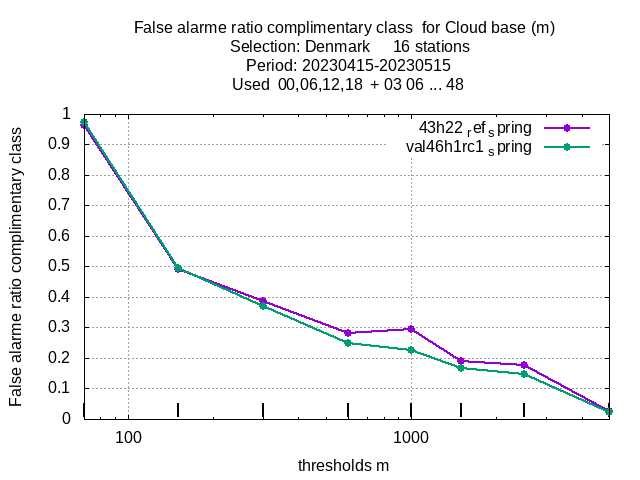 False alarme ratio complimentary class for Cloud base (m)
Selection: Denmark 16 stations
Period: 20230415-20230515
Used 00,06,12,18 + 03 06 ... 48
43h22 ref spring
val46h1rc1 spring
False alarme ratio complimentary class
1
0.9
0.8
0.7
0.6
0.5
0.4
0.3
0.2
0.1
0
100 1000
thresholds m